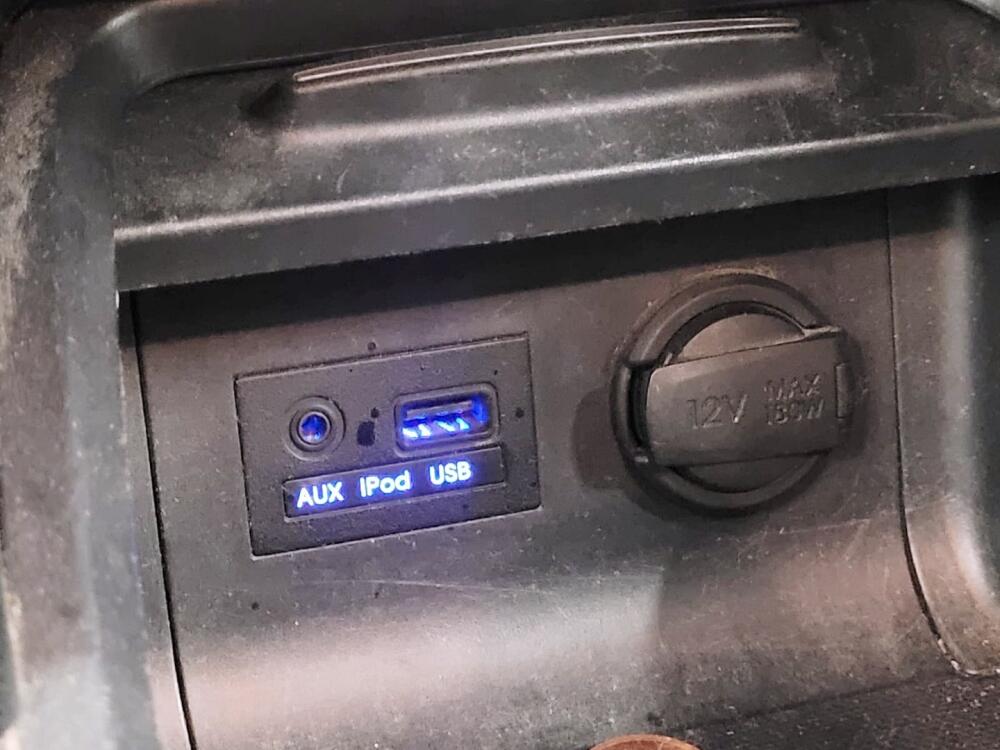 AUX iPod USB
12V
MAX
180W